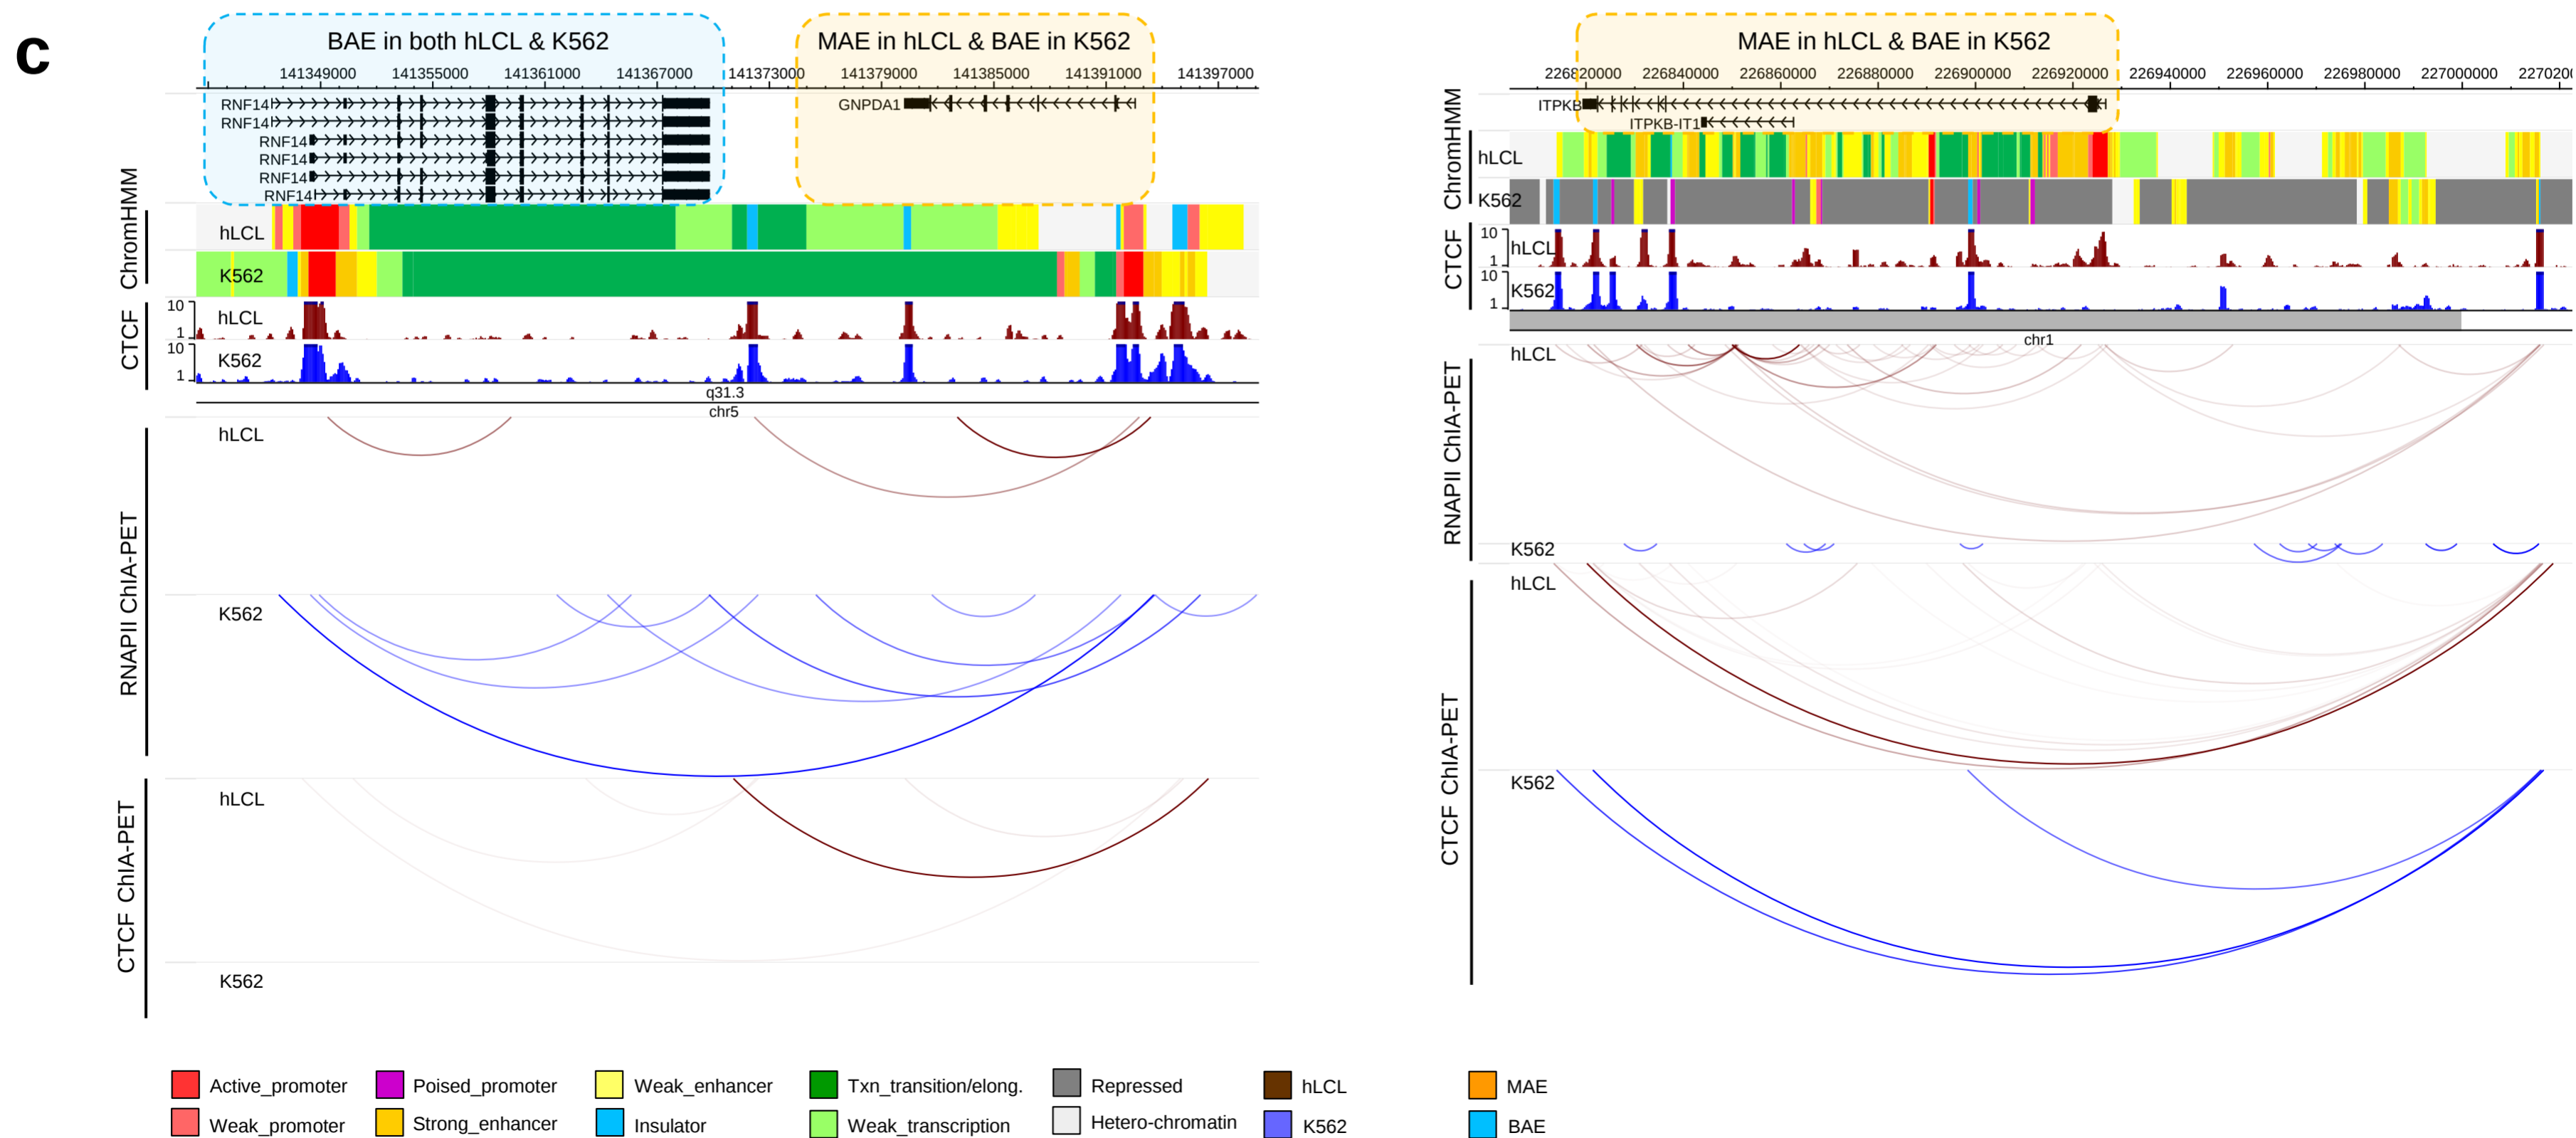 c
BAE in both hLCL & K562
MAE in hLCL & BAE in K562
141349000 141355000 141361000 141367000 141373000 141379000 141385000 141391000 141397000
RNF14
GNPDA1
RNF14
RNF14
RNF14
RNF14
RNF14
ChromHMM
hLCL
K562
CTCF
10
1
hLCL
10
1
K562
q31.3
chr5
RNAPII ChIA-PET
hLCL
K562
CTCF ChIA-PET
hLCL
K562
MAE in hLCL & BAE in K562
226820000 226840000 226860000 226880000 226900000 226920000 226940000 226960000 226980000 227000000 2270200
ITPKB
ITPKB-IT1
ChromHMM
hLCL
K562
CTCF
10
1
hLCL
10
1
K562
chr1
RNAPII ChIA-PET
hLCL
K562
CTCF ChIA-PET
hLCL
K562
Active_promoter Poised_promoter Weak_enhancer Txn_transition/elong. Repressed hLCL MAE
Weak_promoter Strong_enhancer Insulator Weak_transcription Hetero-chromatin K562 BAE